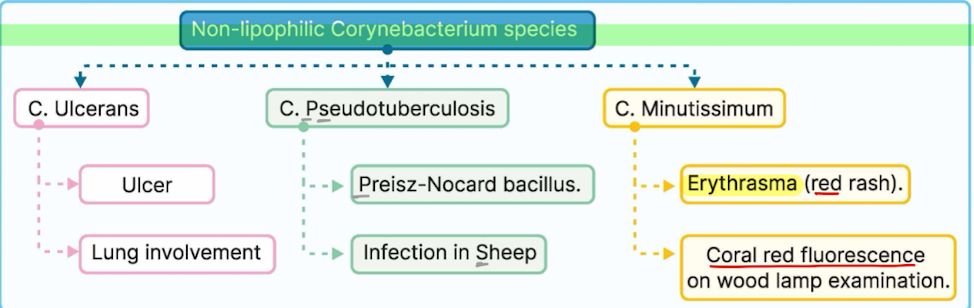 Non-lipophilic Corynebacterium species
C. Ulcerans
C. Pseudotuberculosis
C. Minutissimum
Ulcer
Preisz-Nocard bacillus.
Erythrasma (red rash).
Lung involvement
Infection in Sheep
Coral red fluorescence
on wood lamp examination.